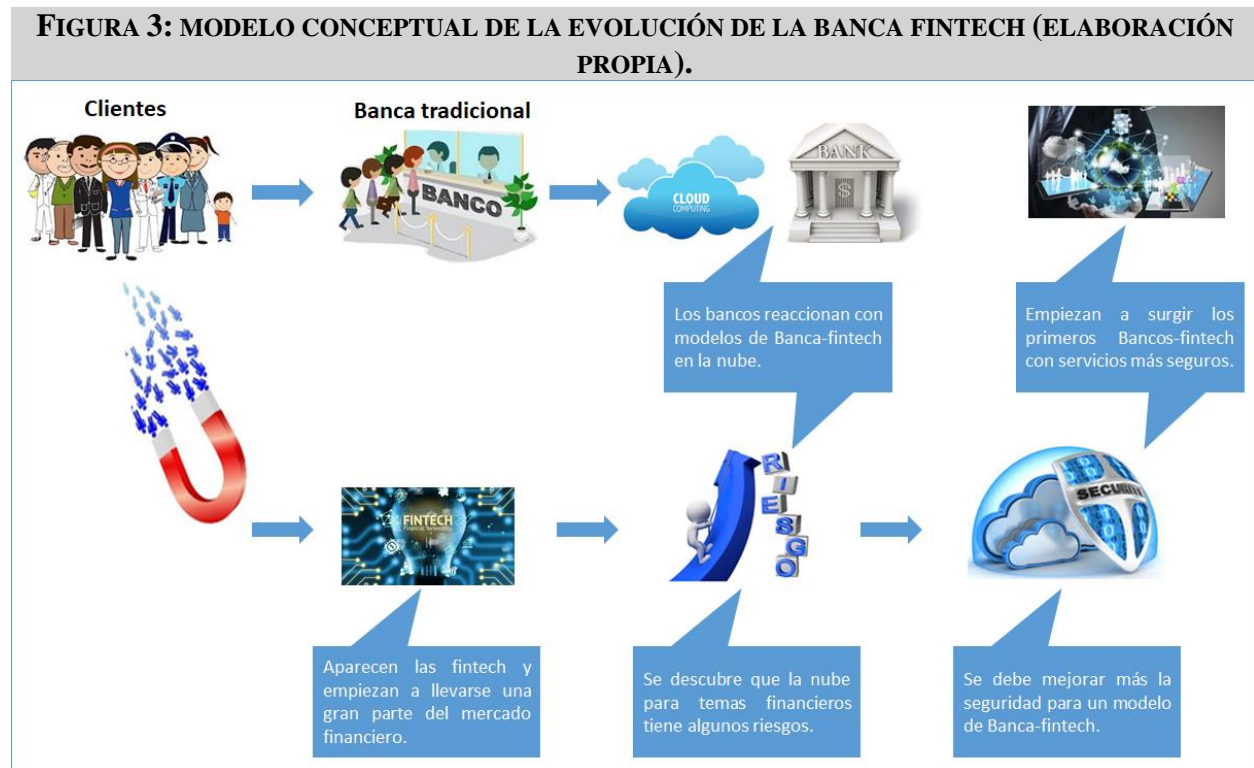 FIGURA 3: MODELO CONCEPTUAL DE LA EVOLUCIÓN DE LA BANCA FINTECH (ELABORACIÓN
PROPIA).
Clientes
Banca tradicional
BANCO
CLOUD
COMPUTING
BANK
$
Los bancos reaccionan con
modelos de Banca-fintech
en la nube.
Empiezan a surgir los
primeros Bancos-fintech
con servicios más seguros.
FINTECH
Financial Technology
RIESGO
SECURITY
Aparecen las fintech y
empiezan a llevarse una
gran parte del mercado
financiero.
Se descubre que la nube
para temas financieros
tiene algunos riesgos.
Se debe mejorar más la
seguridad para un modelo
de Banca-fintech.